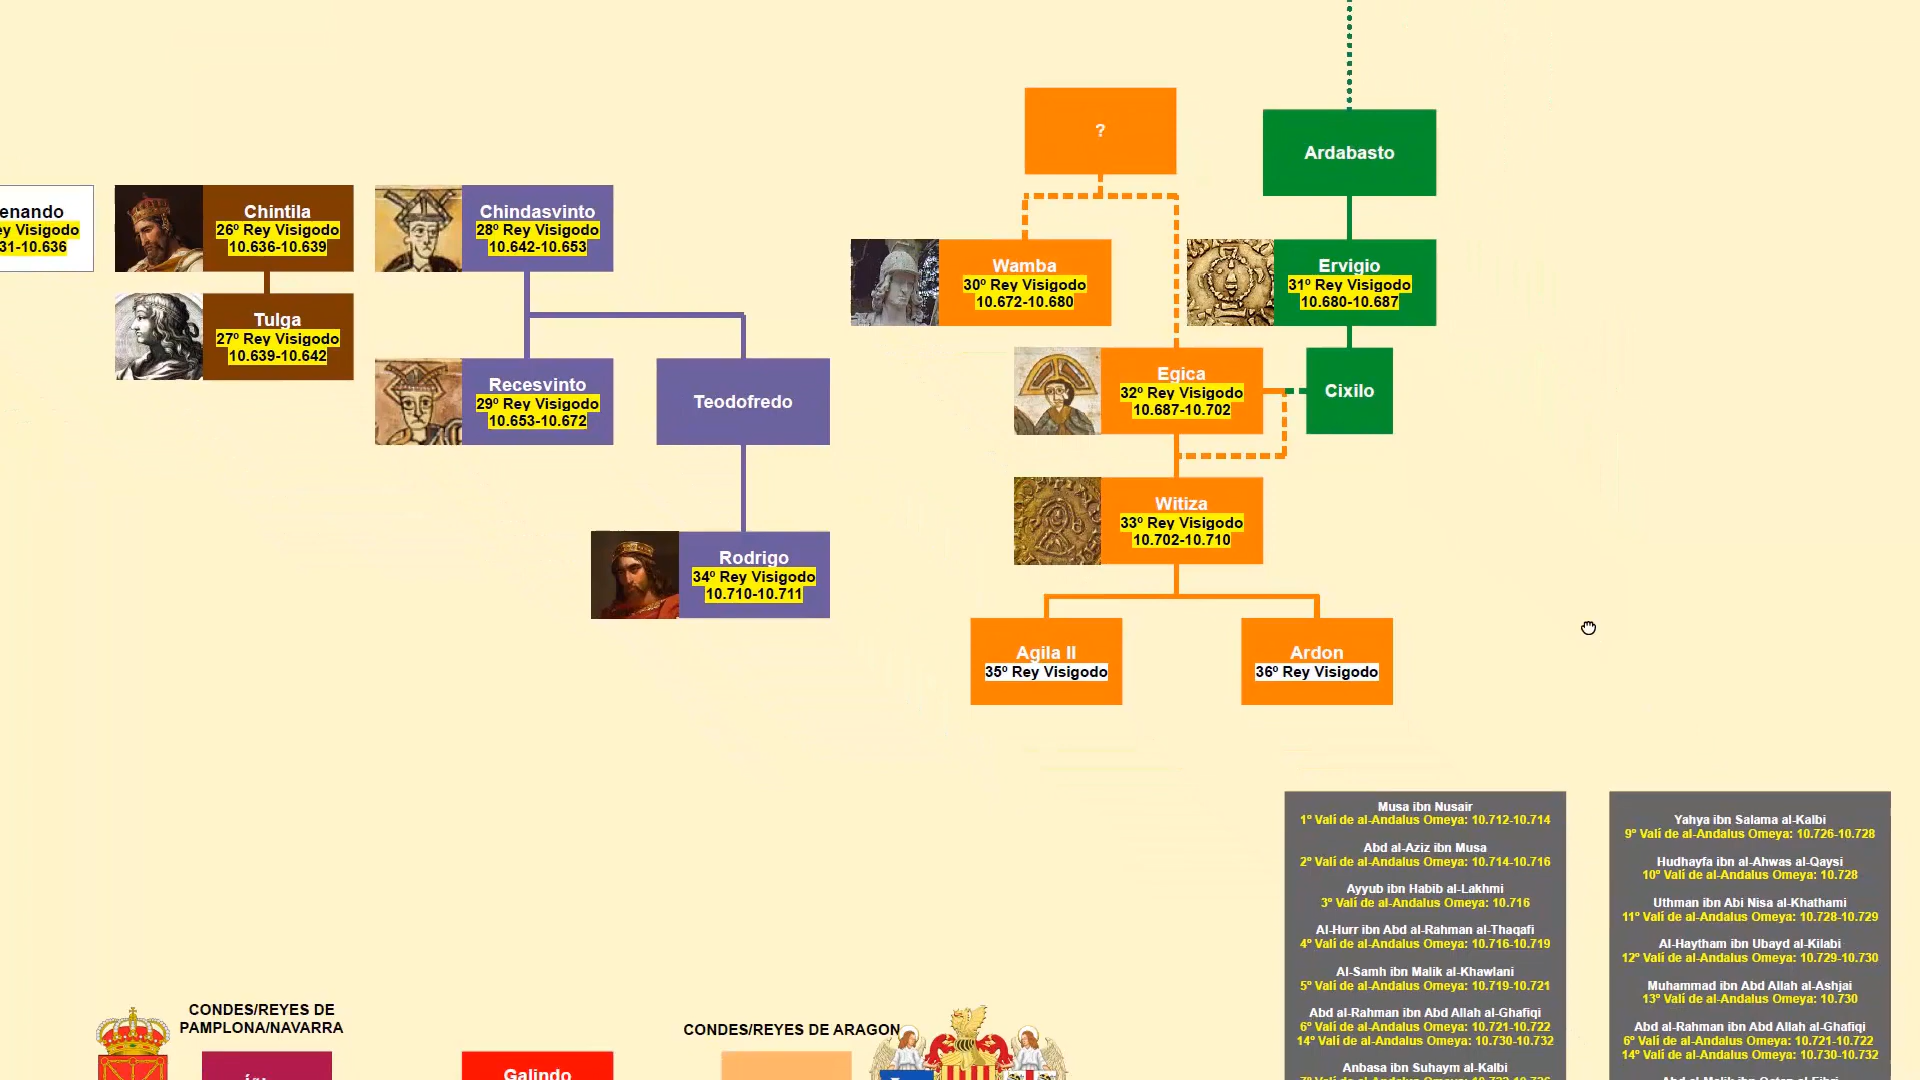 ?
Ardabasto
enando
ey Visigodo
31-10.636
Chintila
26º Rey Visigodo
10.636-10.639
Chindasvinto
28º Rey Visigodo
10.642-10.653
Wamba
30º Rey Visigodo
10.672-10.680
Ervigio
31º Rey Visigodo
10.680-10.687
Tulga
27º Rey Visigodo
10.639-10.642
Recesvinto
29º Rey Visigodo
10.653-10.672
Teodofredo
Egica
32º Rey Visigodo
10.687-10.702
Cixilo
Witiza
33º Rey Visigodo
10.702-10.710
Rodrigo
34º Rey Visigodo
10.710-10.711
Agila II
35º Rey Visigodo
Ardon
36º Rey Visigodo
Musa ibn Nusair
1º Valí de al-Andalus Omeya: 10.712-10.714
Abd al-Aziz ibn Musa
2º Valí de al-Andalus Omeya: 10.714-10.716
Ayyub ibn Habib al-Lakhmi
3º Valí de al-Andalus Omeya: 10.716
Al-Hurr ibn Abd al-Rahman al-Thaqafi
4º Valí de al-Andalus Omeya: 10.716-10.719
Al-Samh ibn Malik al-Khawlani
5º Valí de al-Andalus Omeya: 10.719-10.721
Abd al-Rahman ibn Abd Allah al-Ghafiqi
6º Valí de al-Andalus Omeya: 10.721-10.722
14º Valí de al-Andalus Omeya: 10.730-10.732
Anbasa ibn Suhaym al-Kalbi
Yahya ibn Salama al-Kalbi
9º Valí de al-Andalus Omeya: 10.726-10.728
Hudhayfa ibn al-Ahwas al-Qaysi
10º Valí de al-Andalus Omeya: 10.728
Uthman ibn Abi Nisa al-Khathami
11º Valí de al-Andalus Omeya: 10.728-10.729
Al-Haytham ibn Ubayd al-Kilabi
12º Valí de al-Andalus Omeya: 10.729-10.730
Muhammad ibn Abd Allah al-Ashjai
13º Valí de al-Andalus Omeya: 10.730
Abd al-Rahman ibn Abd Allah al-Ghafiqi
6º Valí de al-Andalus Omeya: 10.721-10.722
14º Valí de al-Andalus Omeya: 10.730-10.732
CONDES/REYES DE
PAMPLONA/NAVARRA
CONDES/REYES DE ARAGON
Galindo